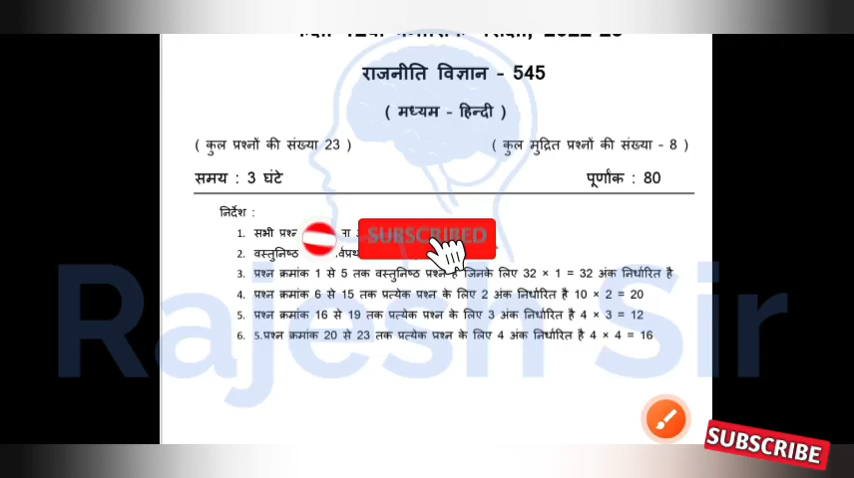 राजनीति विज्ञान - 545
( मध्यम - हिन्दी )
( कुल प्रश्नों की संख्या 23 )
( कुल मुद्रित प्रश्नों की संख्या - 8 )
समय : 3 घंटे
पूर्णांक : 80
निर्देश :
1. सभी प्रश्न
SUBSCRIBED
2. वस्तुनिष्ठ
3. प्रश्न क्रमांक 1 से 5 तक वस्तुनिष्ठ प्रश्न है जिनके लिए 32 × 1 = 32 अंक निर्धारित है
4. प्रश्न क्रमांक 6 से 15 तक प्रत्येक प्रश्न के लिए 2 अंक निर्धारित है 10 × 2 = 20
5. प्रश्न क्रमांक 16 से 19 तक प्रत्येक प्रश्न के लिए 3 अंक निर्धारित है 4 × 3 = 12
6. 5.प्रश्न क्रमांक 20 से 23 तक प्रत्येक प्रश्न के लिए 4 अंक निर्धारित है 4 × 4 = 16
Rajesh Sir
SUBSCRIBE